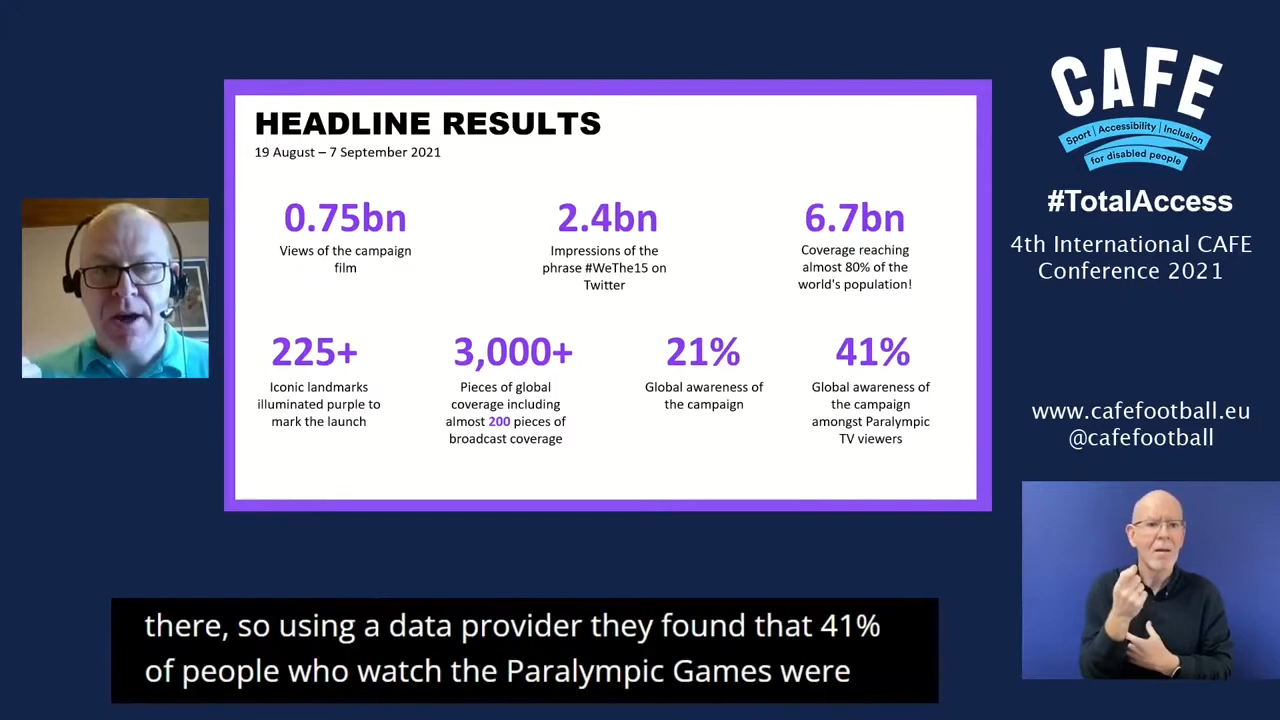 HEADLINE RESULTS
19 August – 7 September 2021
0.75bn
Views of the campaign
film
2.4bn
Impressions of the
phrase #WeThe15 on
Twitter
6.7bn
Coverage reaching
almost 80% of the
world's population!
225+
Iconic landmarks
illuminated purple to
mark the launch
3,000+
Pieces of global
coverage including
almost 200 pieces of
broadcast coverage
21%
Global awareness of
the campaign
41%
Global awareness of
the campaign
amongst Paralympic
TV viewers
CAFE
Sport | Accessibility | Inclusion
for disabled people
#TotalAccess
4th International CAFE
Conference 2021
www.cafefootball.eu
@cafefootball
there, so using a data provider they found that 41%
of people who watch the Paralympic Games were